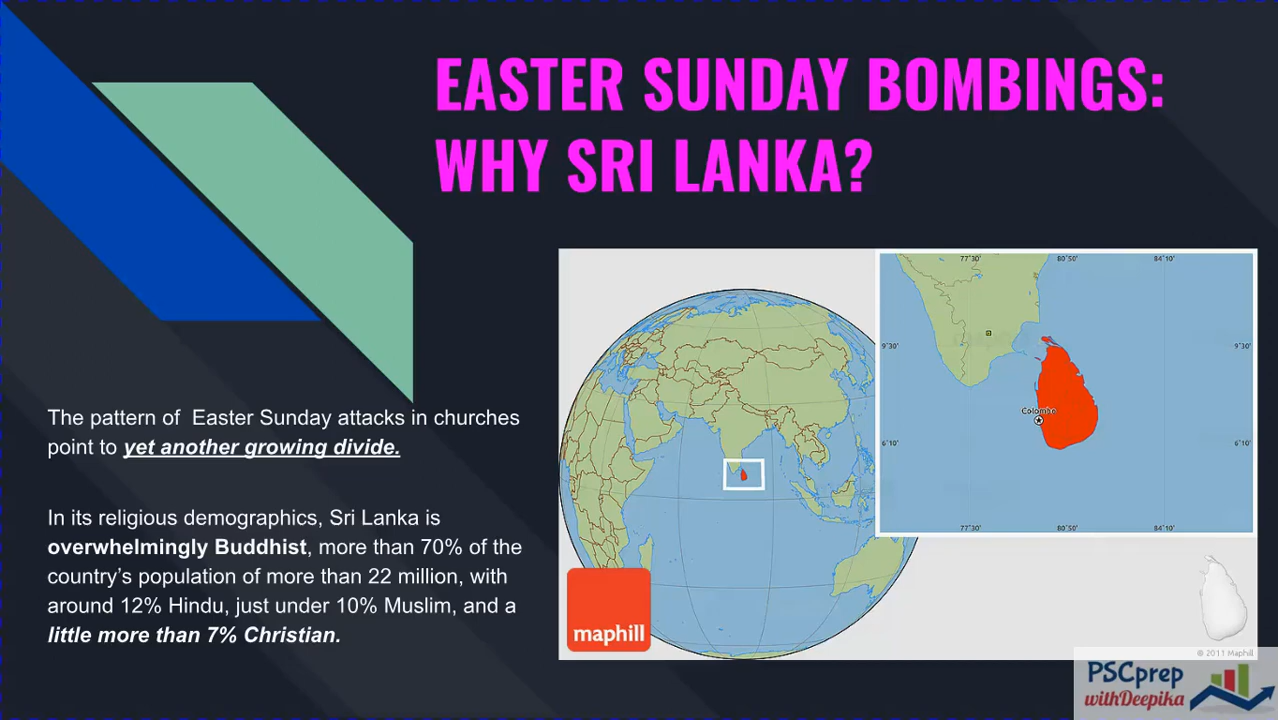 EASTER SUNDAY BOMBINGS:
WHY SRI LANKA?
The pattern of Easter Sunday attacks in churches
point to yet another growing divide.
In its religious demographics, Sri Lanka is
overwhelmingly Buddhist, more than 70% of the
country's population of more than 22 million, with
around 12% Hindu, just under 10% Muslim, and a
little more than 7% Christian.
77°30' 80°50' 84°10'
9°30' 9°30'
Colombo
6°10' 6°10'
77°30' 80°50' 84°10'
maphill
© 2011 Maphill
PSCprep
withDeepika